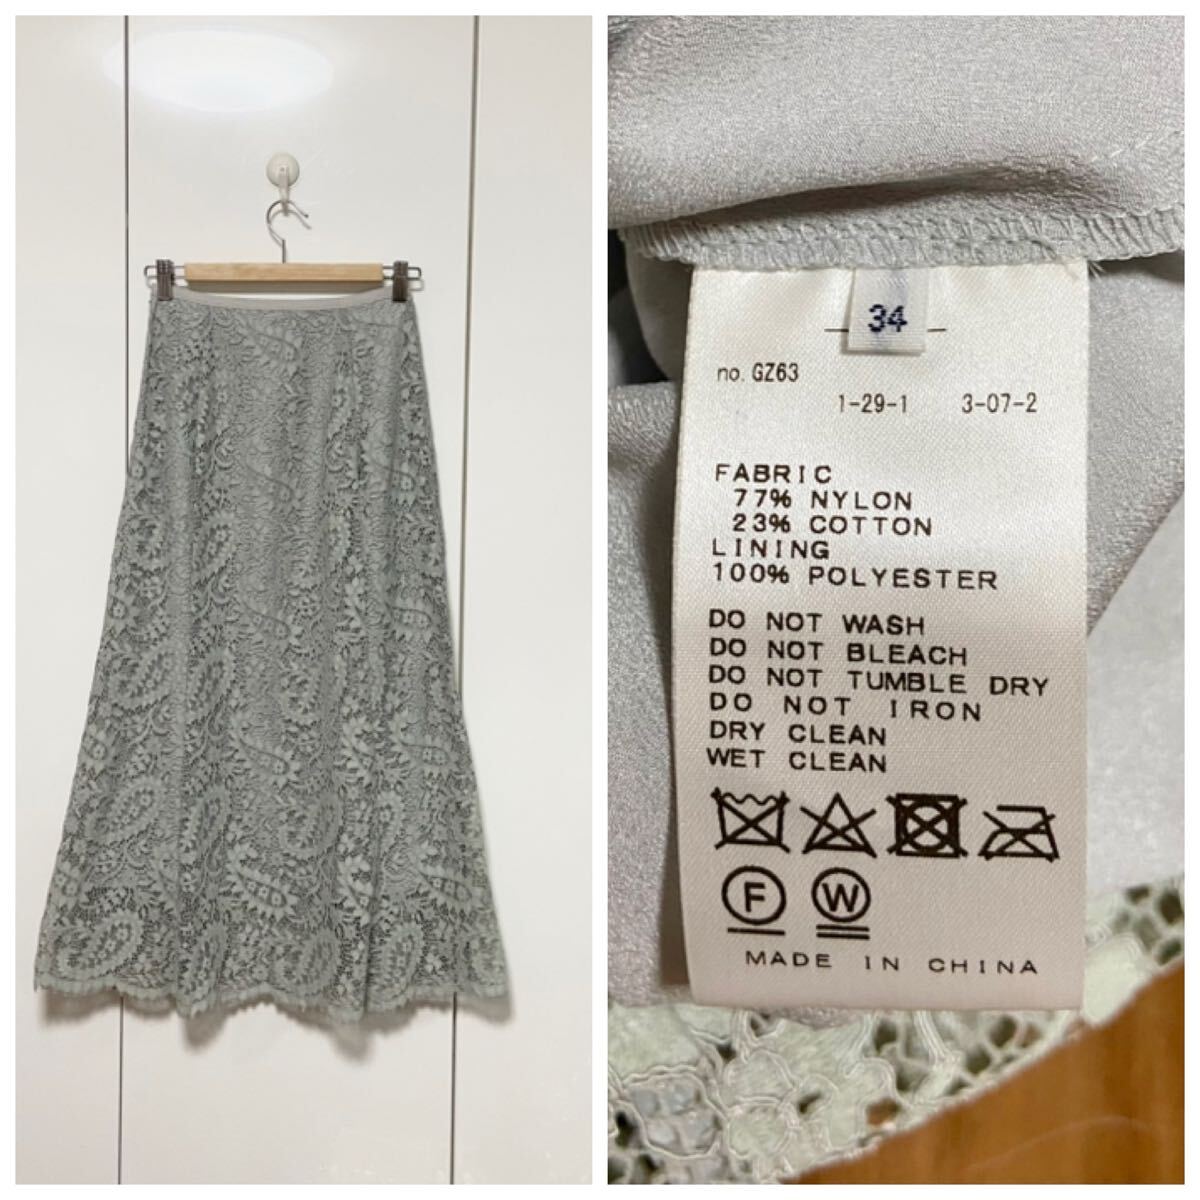 34
no. GZ63
1-29-1 3-07-2
FABRIC
77% NYLON
23% COTTON
LINING
100% POLYESTER
DO NOT WASH
DO NOT BLEACH
DO NOT TUMBLE DRY
DO NOT IRON
DRY CLEAN
WET CLEAN
F W
MADE IN CHINA